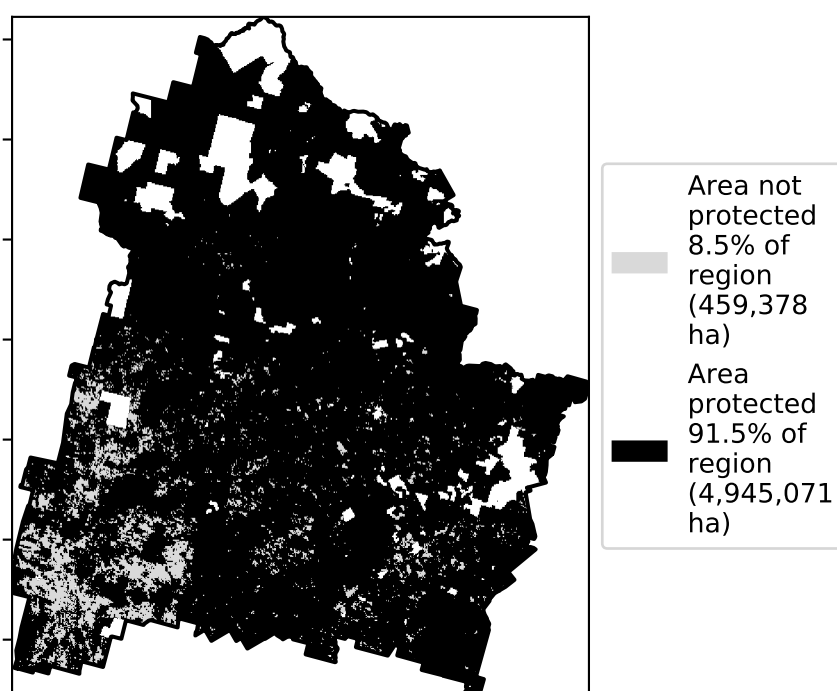 Area not
protected
8.5% of
region
(459,378
ha)
Area
protected
91.5% of
region
(4,945,071
ha)